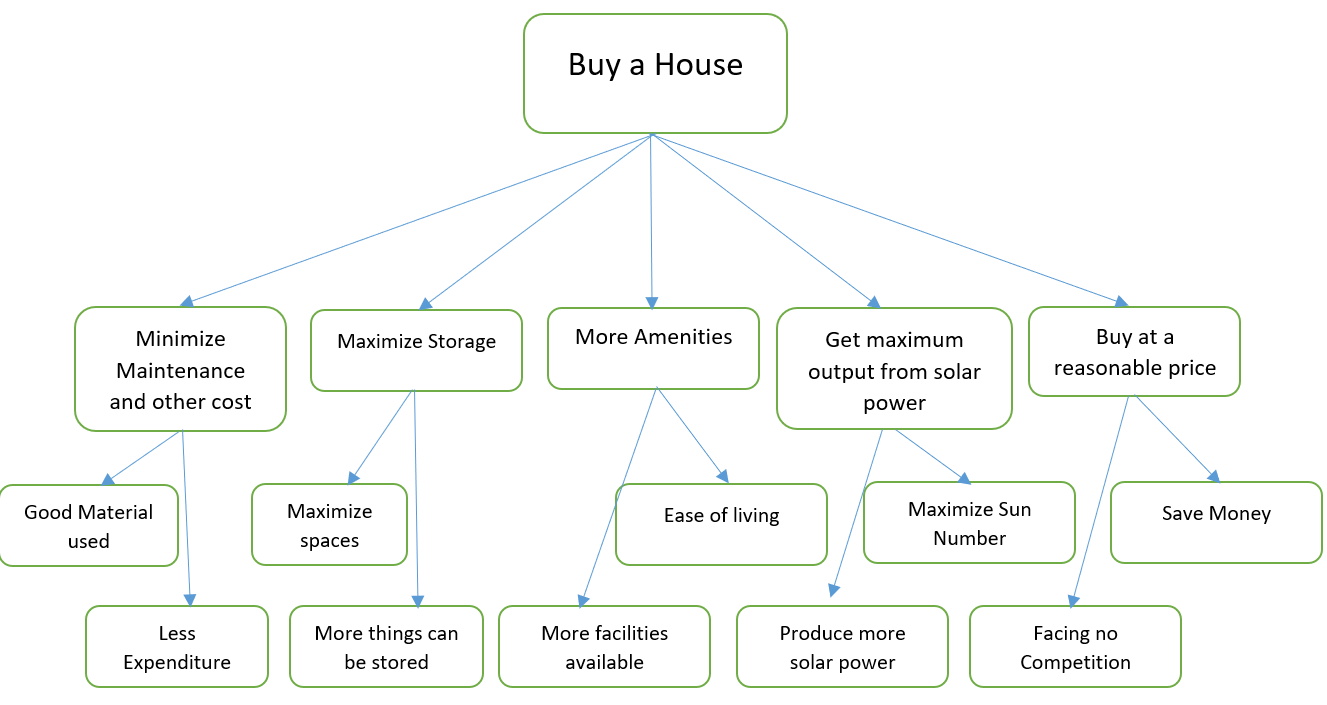 Buy a House
Minimize
Maintenance
and other cost
Maximize Storage
More Amenities
Get maximum
output from solar
power
Buy at a
reasonable price
Good Material
used
Maximize
spaces
Ease of living
Maximize Sun
Number
Save Money
Less
Expenditure
More things can
be stored
More facilities
available
Produce more
solar power
Facing no
Competition